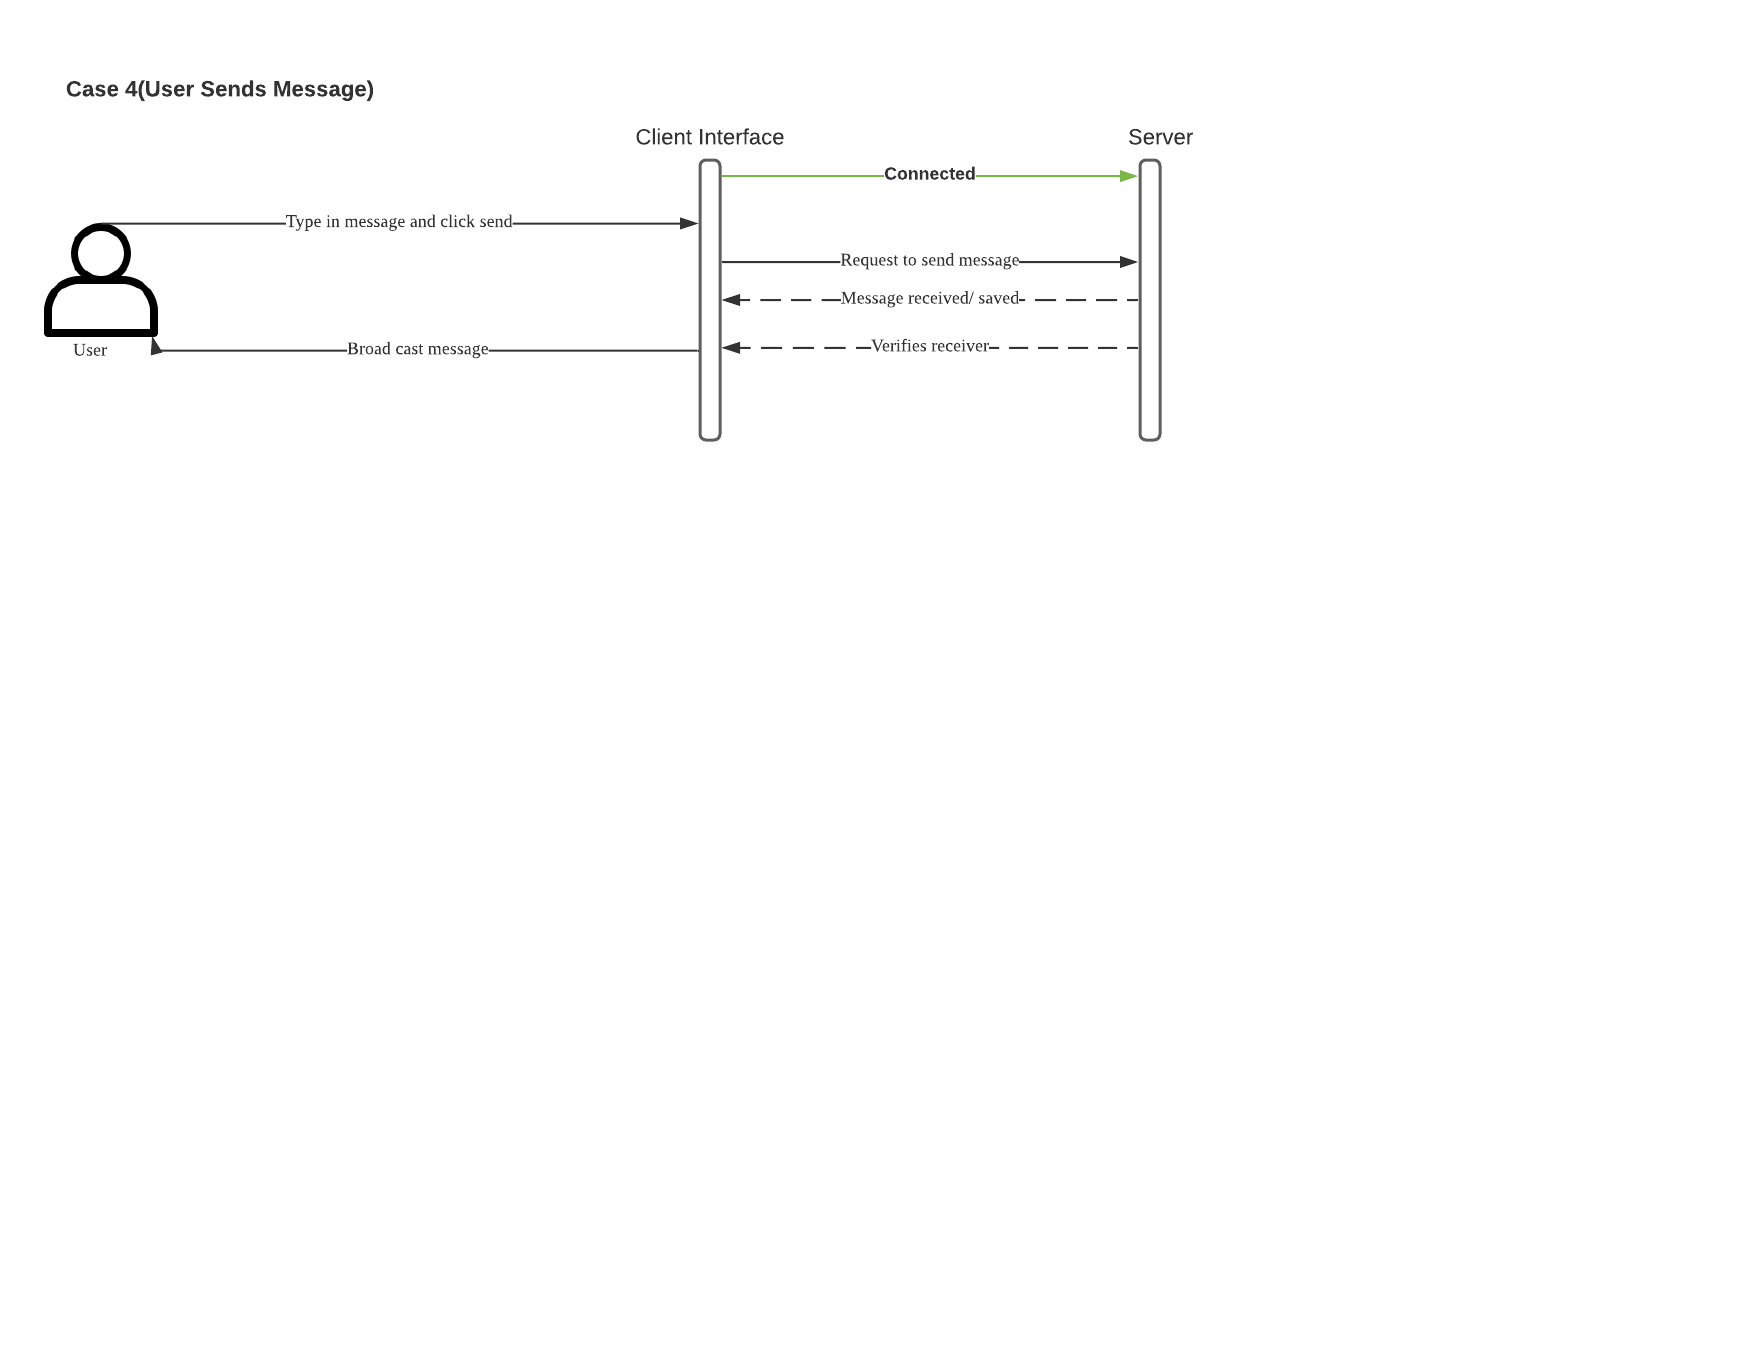 Case 4(User Sends Message)
Client Interface
Server
Connected
Type in message and click send
Request to send message
Message received/ saved
Verifies receiver
Broad cast message
User